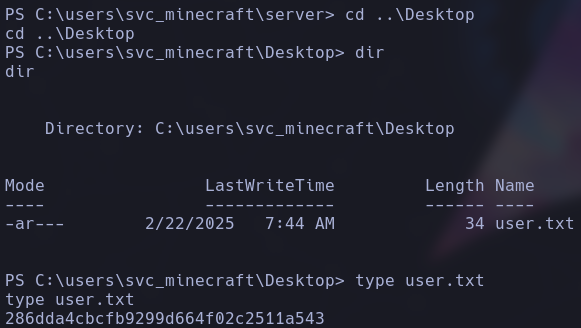 PS C:\users\svc_minecraft\server> cd ..\Desktop
cd ..\Desktop
PS C:\users\svc_minecraft\Desktop> dir
dir
Directory: C:\users\svc_minecraft\Desktop
Mode LastWriteTime Length Name
---- ------------- ------ ----
-ar--- 2/22/2025 7:44 AM 34 user.txt
PS C:\users\svc_minecraft\Desktop> type user.txt
type user.txt
286dda4cbcfb9299d664f02c2511a543